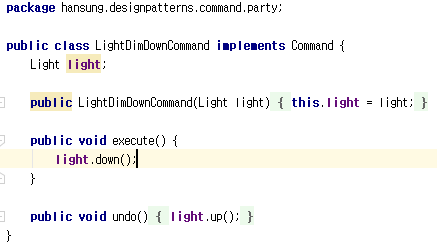 package hansung.designpatterns.command.party;
public class LightDimDownCommand implements Command {
Light light;
public LightDimDownCommand(Light light) { this.light = light; }
public void execute() {
light.down();
}
public void undo() { light.up(); }
}